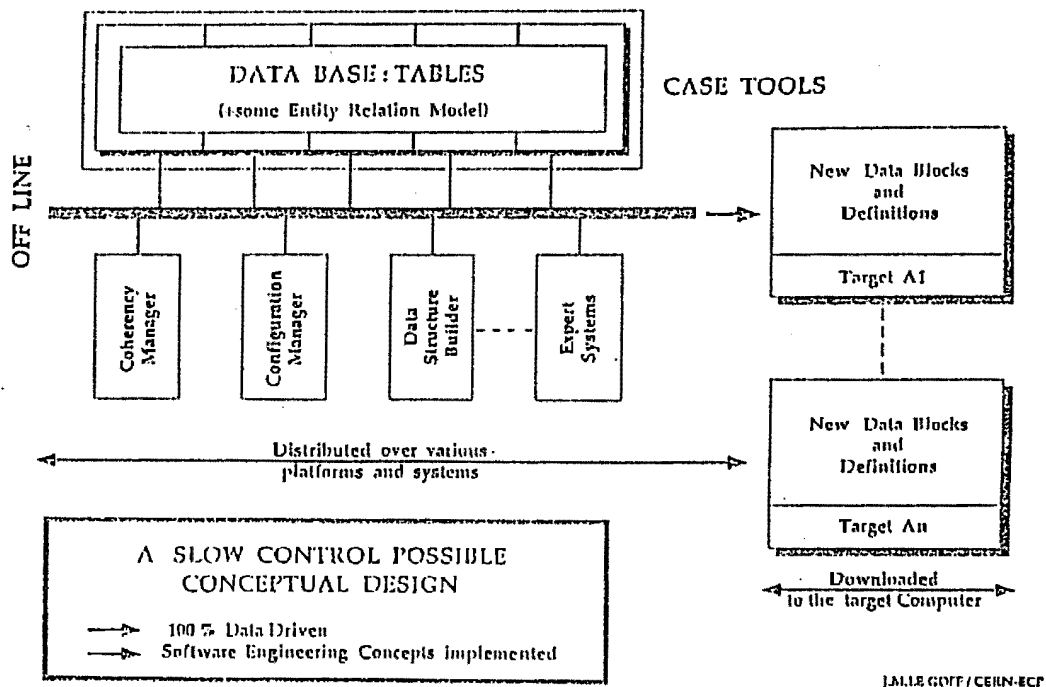 DATA BASE : TABLES
(+some Entity Relation Model)
CASE TOOLS
OFF LINE
New Data Blocks
and
Definitions
Target A1
Coherency
Manager
Configuration
Manager
Data
Structure
Builder
Expert
Systems
New Data Blocks
and
Definitions
Target An
Distributed over various
platforms and systems
A SLOW CONTROL POSSIBLE
CONCEPTUAL DESIGN
100 % Data Driven
Software Engineering Concepts implemented
Downloaded
to the target Computer
GOFF / CERN-ECP